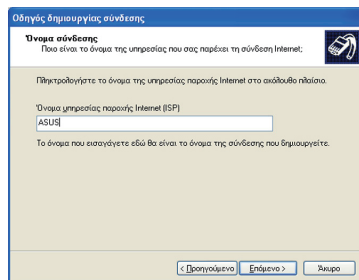 Οδηγός δημιουργίας σύνδεσης
Όνομα σύνδεσης
Ποιο είναι το όνομα της υπηρεσίας που σας παρέχει τη σύνδεση Internet;
Πληκτρολογήστε το όνομα της υπηρεσίας παροχής Internet στο ακόλουθο πλαίσιο.
Όνομα υπηρεσίας παροχής Internet (ISP)
ASUS
Το όνομα που εισαγάγετε εδώ θα είναι το όνομα της σύνδεσης που δημιουργείτε.
< Προηγούμενο Επόμενο > Άκυρο